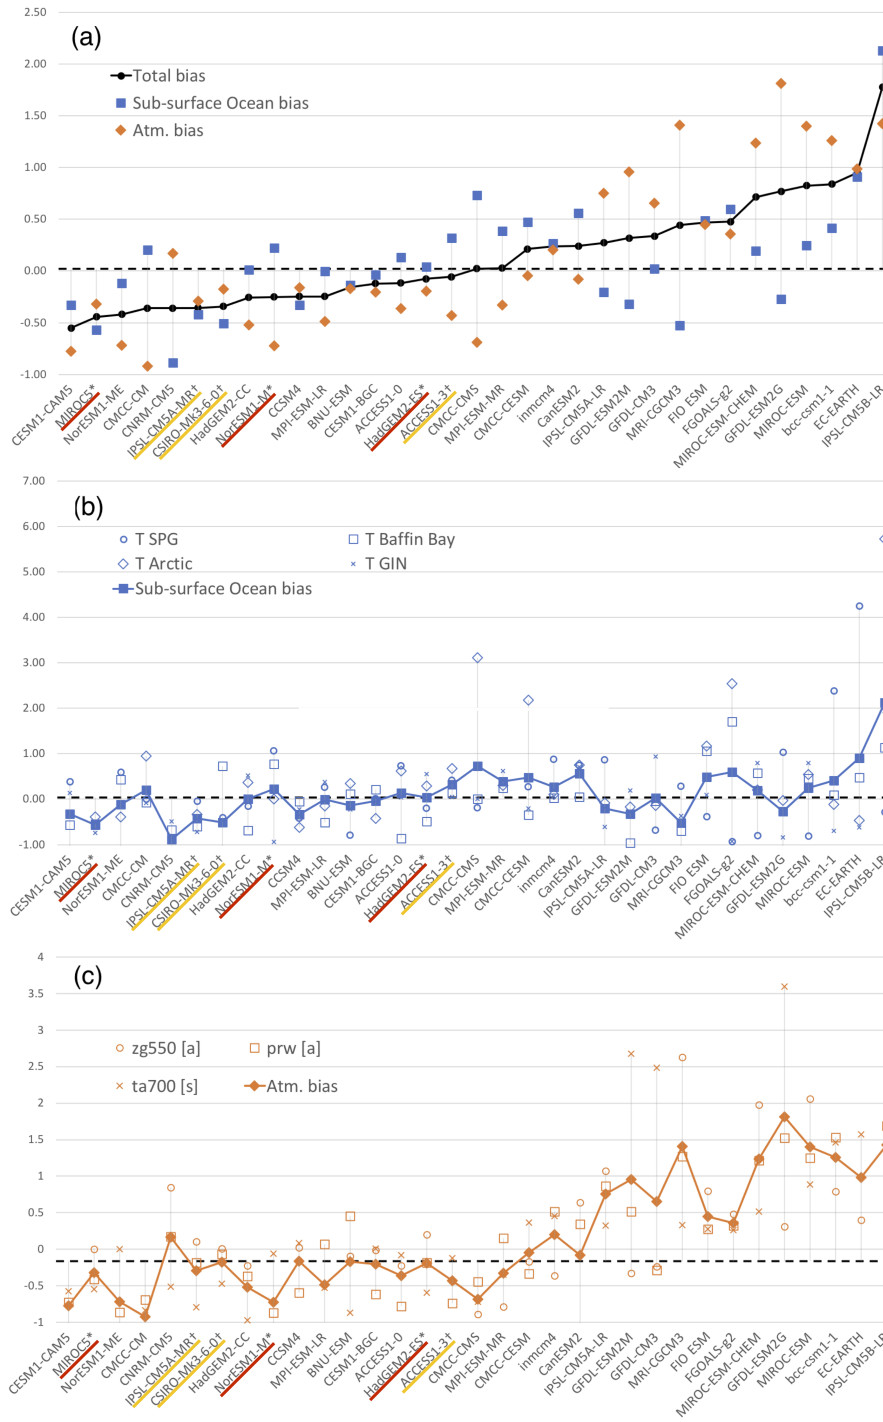 2.50
(a)
2.00
Total bias
Sub-surface Ocean bias
Atm. bias
1.50
1.00
0.50
0.00
-0.50
-1.00
CESM1-CAM5
MIROC5*
NorESM1-ME
CMCC-CM
CNRM-CM5
IPSL-CM5A-MR†
CSIRO-Mk3-6-0†
HadGEM2-CC
NorESM1-M*
CCSM4
MPI-ESM-LR
BNU-ESM
CESM1-BGC
ACCESS1-0
HadGEM2-ES*
ACCESS1-3†
CMCC-CMS
MPI-ESM-MR
CMCC-CESM
inmcm4
CanESM2
IPSL-CM5A-LR
GFDL-ESM2M
GFDL-CM3
MRI-CGCM3
FIO ESM
FGOALS-g2
MIROC-ESM-CHEM
GFDL-ESM2G
MIROC-ESM
bcc-csm1-1
EC-EARTH
IPSL-CM5B-LR
7.00
(b)
6.00
T SPG
T Baffin Bay
T Arctic
T GIN
Sub-surface Ocean bias
5.00
4.00
3.00
2.00
1.00
0.00
-1.00
CESM1-CAM5
MIROC5*
NorESM1-ME
CMCC-CM
CNRM-CM5
IPSL-CM5A-MR†
CSIRO-Mk3-6-0†
HadGEM2-CC
NorESM1-M*
CCSM4
MPI-ESM-LR
BNU-ESM
CESM1-BGC
ACCESS1-0
HadGEM2-ES*
ACCESS1-3†
CMCC-CMS
MPI-ESM-MR
CMCC-CESM
inmcm4
CanESM2
IPSL-CM5A-LR
GFDL-ESM2M
GFDL-CM3
MRI-CGCM3
FIO ESM
FGOALS-g2
MIROC-ESM-CHEM
GFDL-ESM2G
MIROC-ESM
bcc-csm1-1
EC-EARTH
IPSL-CM5B-LR
4
(c)
3.5
3
zg550 [a]
prw [a]
ta700 [s]
Atm. bias
2.5
2
1.5
1
0.5
0
-0.5
-1
CESM1-CAM5
MIROC5*
NorESM1-ME
CMCC-CM
CNRM-CM5
IPSL-CM5A-MR†
CSIRO-Mk3-6-0†
HadGEM2-CC
NorESM1-M*
CCSM4
MPI-ESM-LR
BNU-ESM
CESM1-BGC
ACCESS1-0
HadGEM2-ES*
ACCESS1-3†
CMCC-CMS
MPI-ESM-MR
CMCC-CESM
inmcm4
CanESM2
IPSL-CM5A-LR
GFDL-ESM2M
GFDL-CM3
MRI-CGCM3
FIO ESM
FGOALS-g2
MIROC-ESM-CHEM
GFDL-ESM2G
MIROC-ESM
bcc-csm1-1
EC-EARTH
IPSL-CM5B-LR